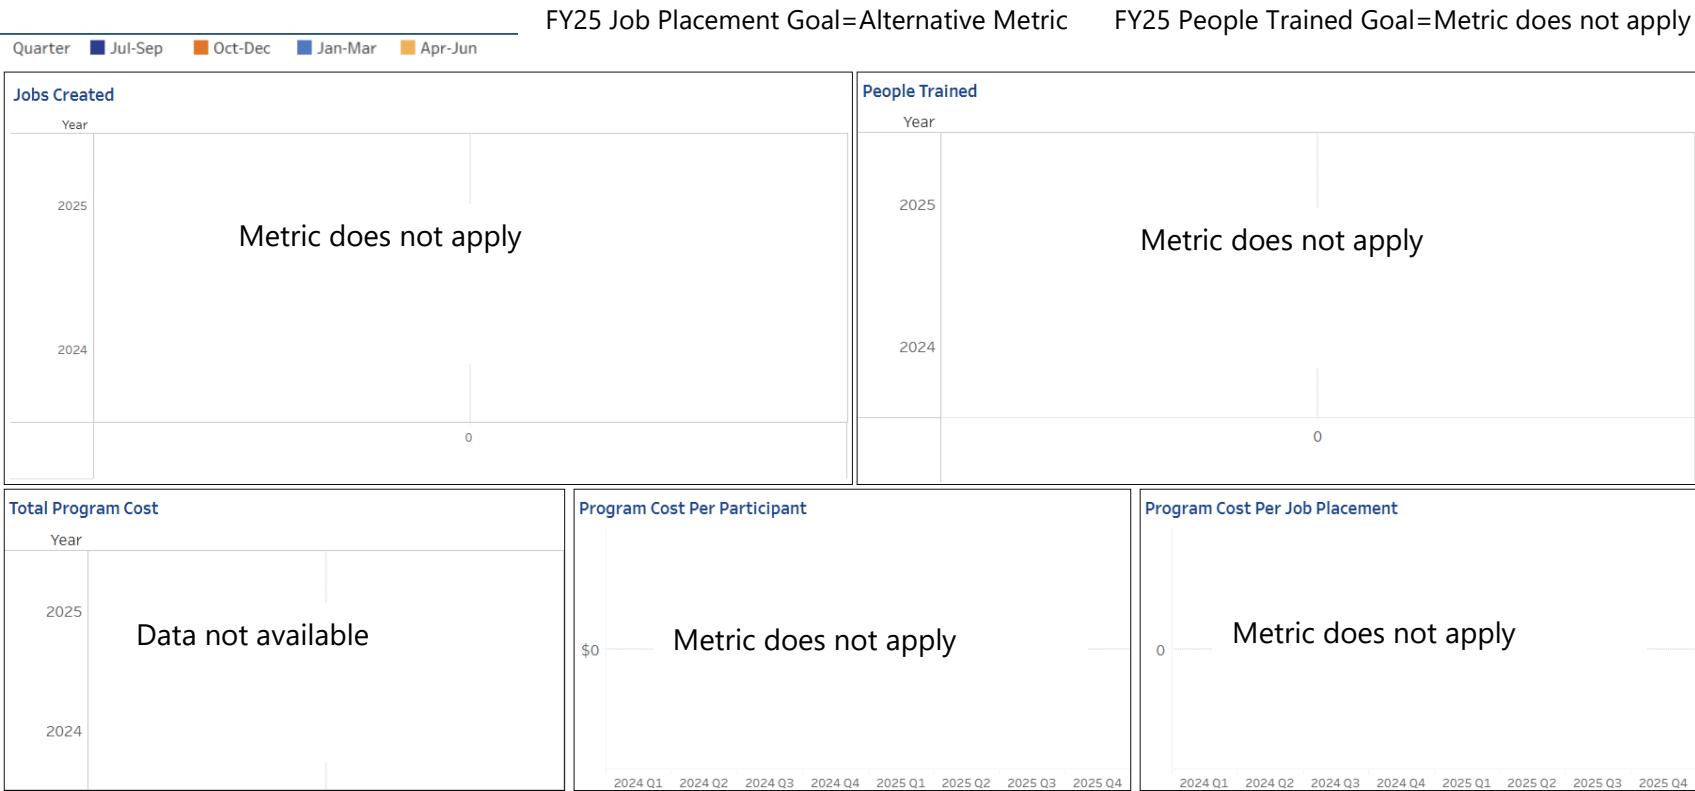 FY25 Job Placement Goal=Alternative Metric FY25 People Trained Goal=Metric does not apply
Quarter Jul-Sep Oct-Dec Jan-Mar Apr-Jun
Jobs Created
Year
2025
Metric does not apply
2024
0
People Trained
Year
2025
Metric does not apply
2024
0
Total Program Cost
Year
2025
Data not available
2024
Program Cost Per Participant
Metric does not apply
$0
2024 Q1 2024 Q2 2024 Q3 2024 Q4 2025 Q1 2025 Q2 2025 Q3 2025 Q4
Program Cost Per Job Placement
Metric does not apply
0
2024 Q1 2024 Q2 2024 Q3 2024 Q4 2025 Q1 2025 Q2 2025 Q3 2025 Q4